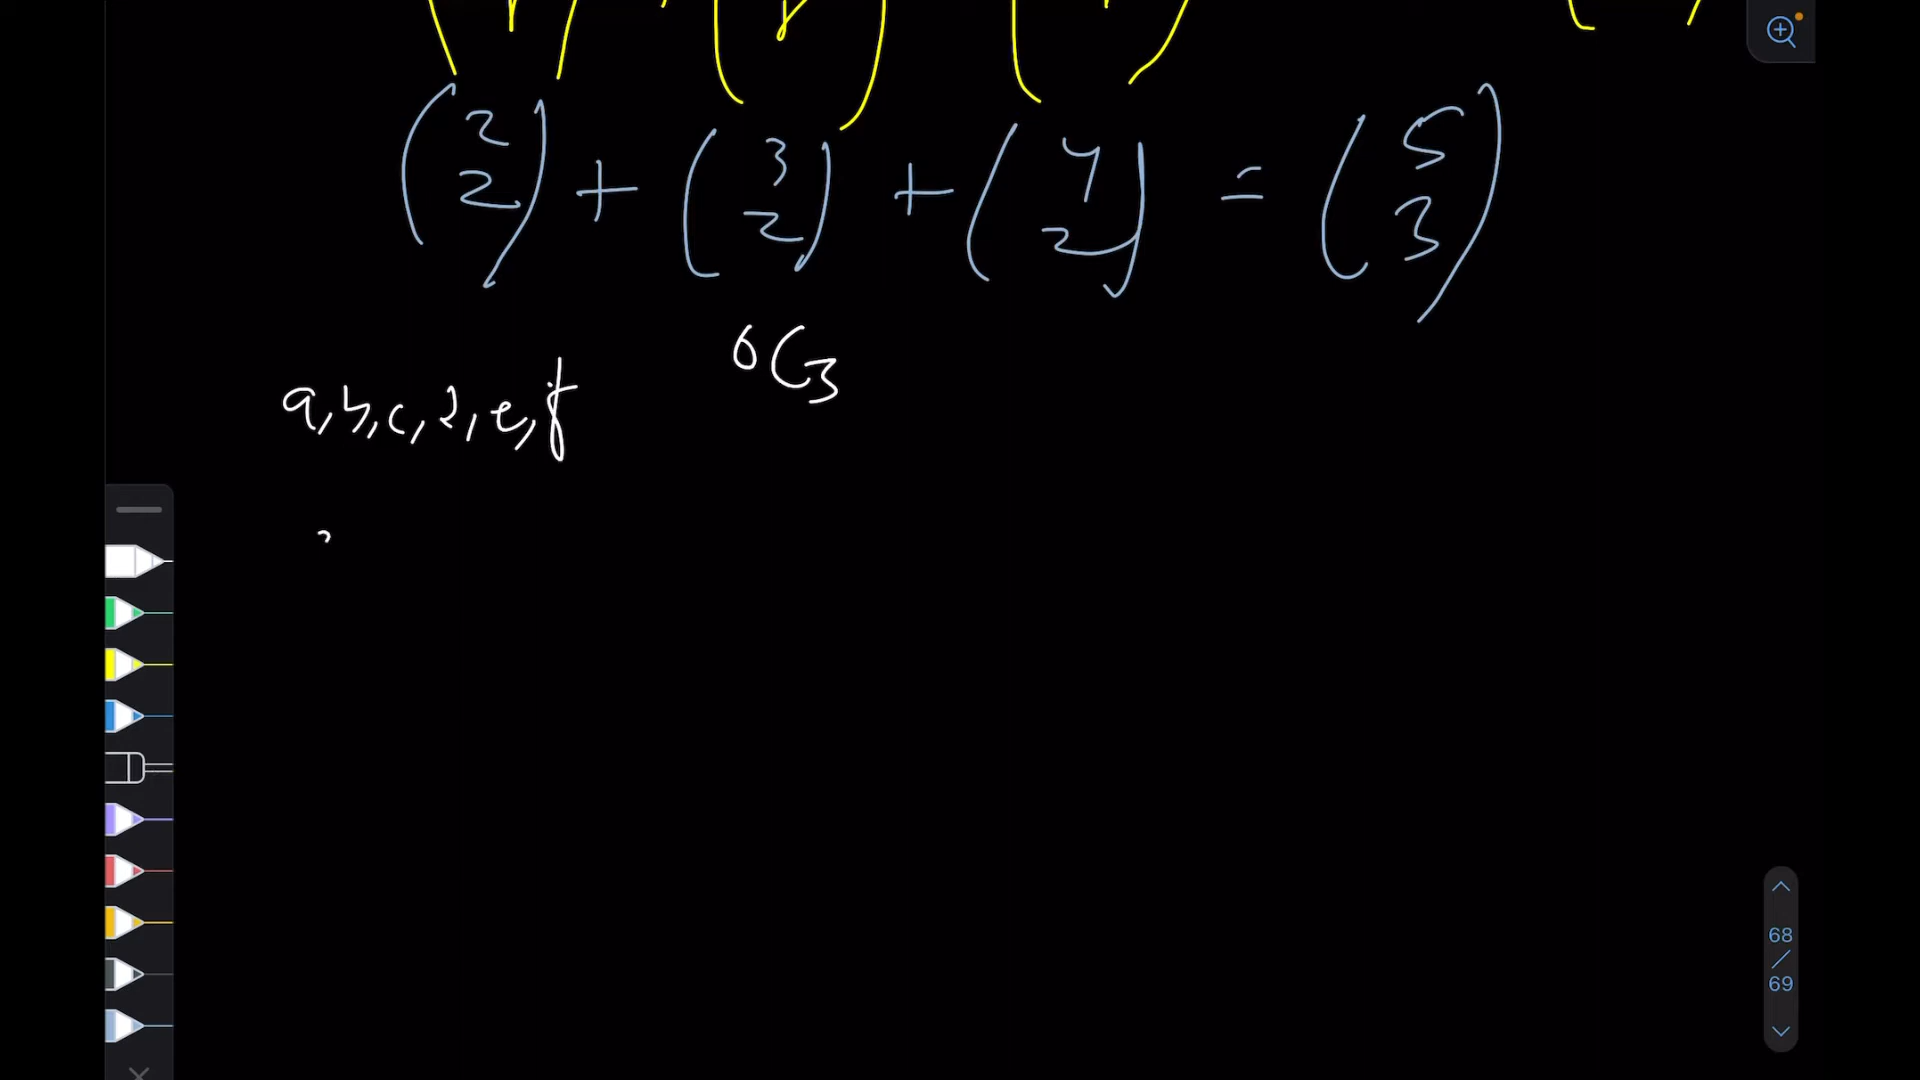 (2 2) + (3 2) + (4 2) = (5 3)
6C3
a, b, c, d, e, f
68
/
69